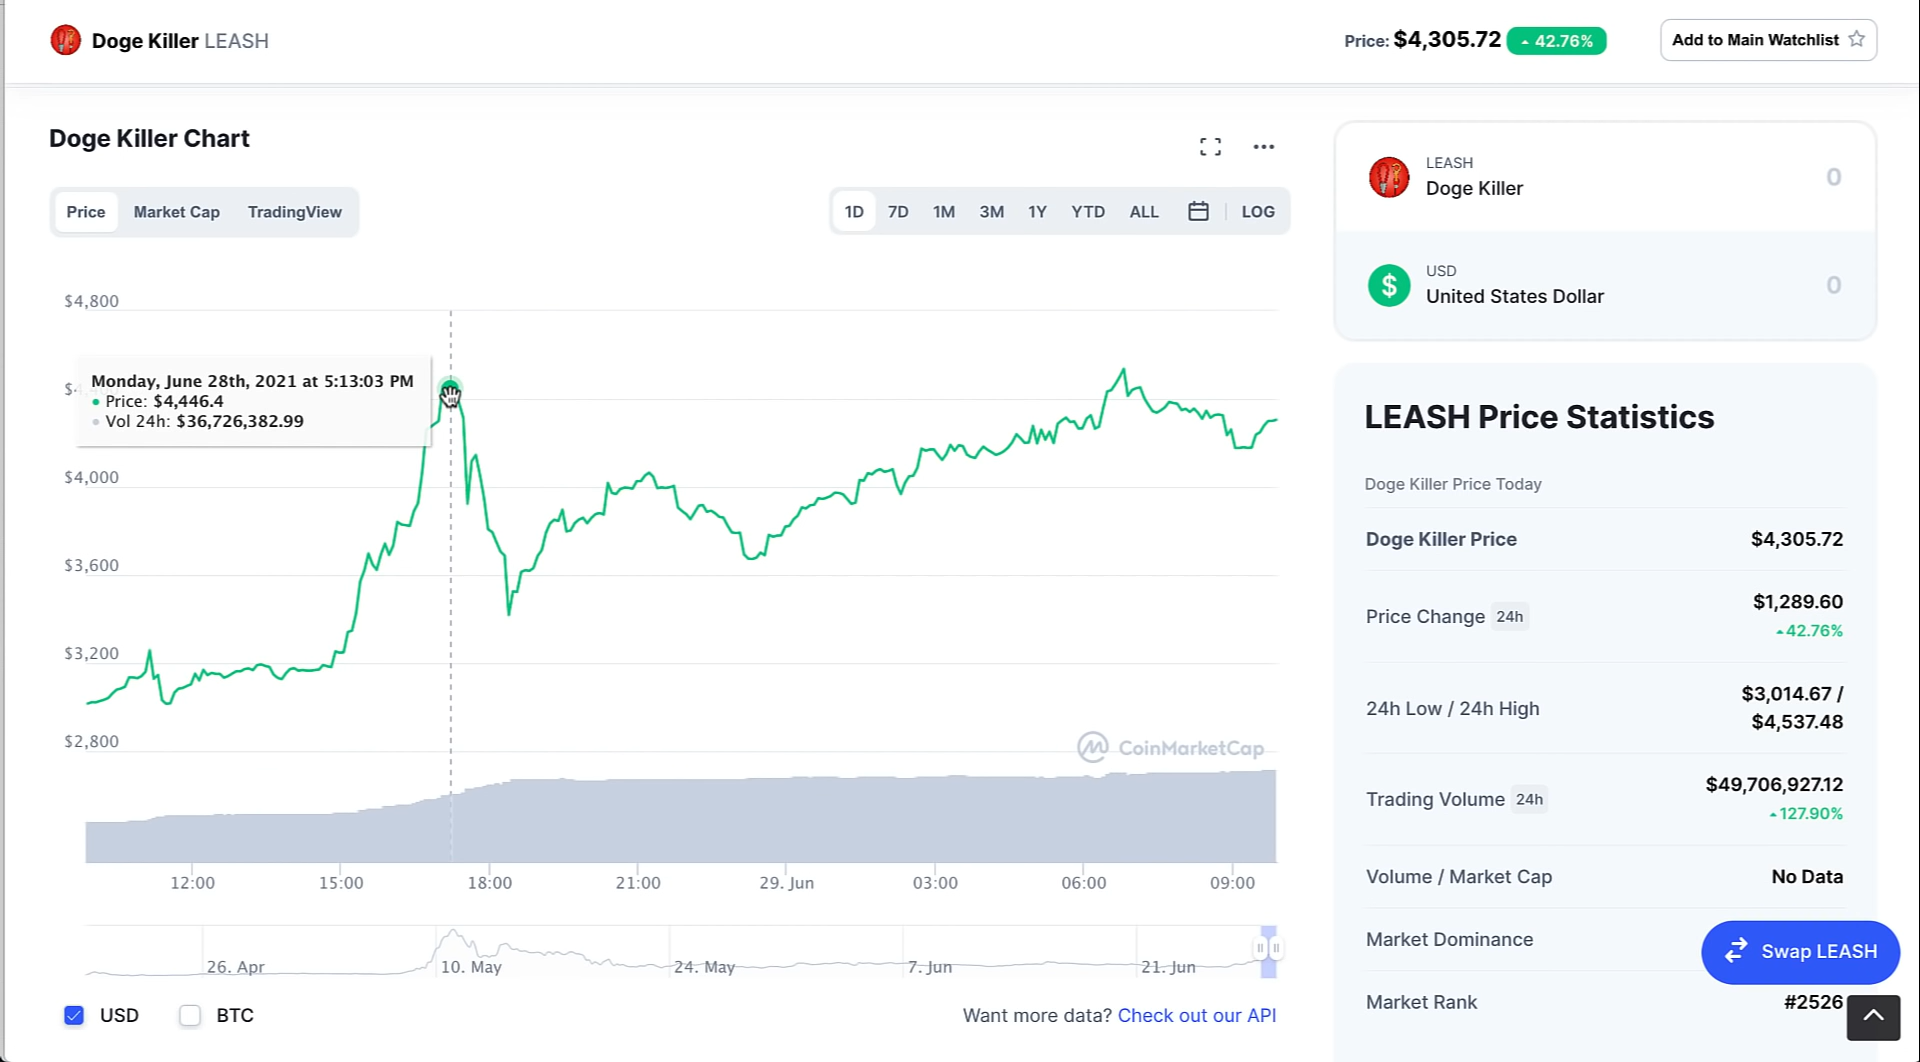 Doge Killer LEASH
Price: $4,305.72 42.76%
Add to Main Watchlist
Doge Killer Chart
Price Market Cap TradingView
1D 7D 1M 3M 1Y YTD ALL LOG
$4,800
Monday, June 28th, 2021 at 5:13:03 PM
Price: $4,446.4
Vol 24h: $36,726,382.99
$4,000
$3,600
$3,200
$2,800
CoinMarketCap
12:00 15:00 18:00 21:00 29. Jun 03:00 06:00 09:00
26. Apr 10. May 24. May 7. Jun 21. Jun
USD BTC
Want more data? Check out our API
LEASH
Doge Killer
0
USD
United States Dollar
0
LEASH Price Statistics
Doge Killer Price Today
Doge Killer Price $4,305.72
Price Change 24h $1,289.60
42.76%
24h Low / 24h High $3,014.67 /
$4,537.48
Trading Volume 24h $49,706,927.12
127.90%
Volume / Market Cap No Data
Market Dominance
Swap LEASH
Market Rank #2526